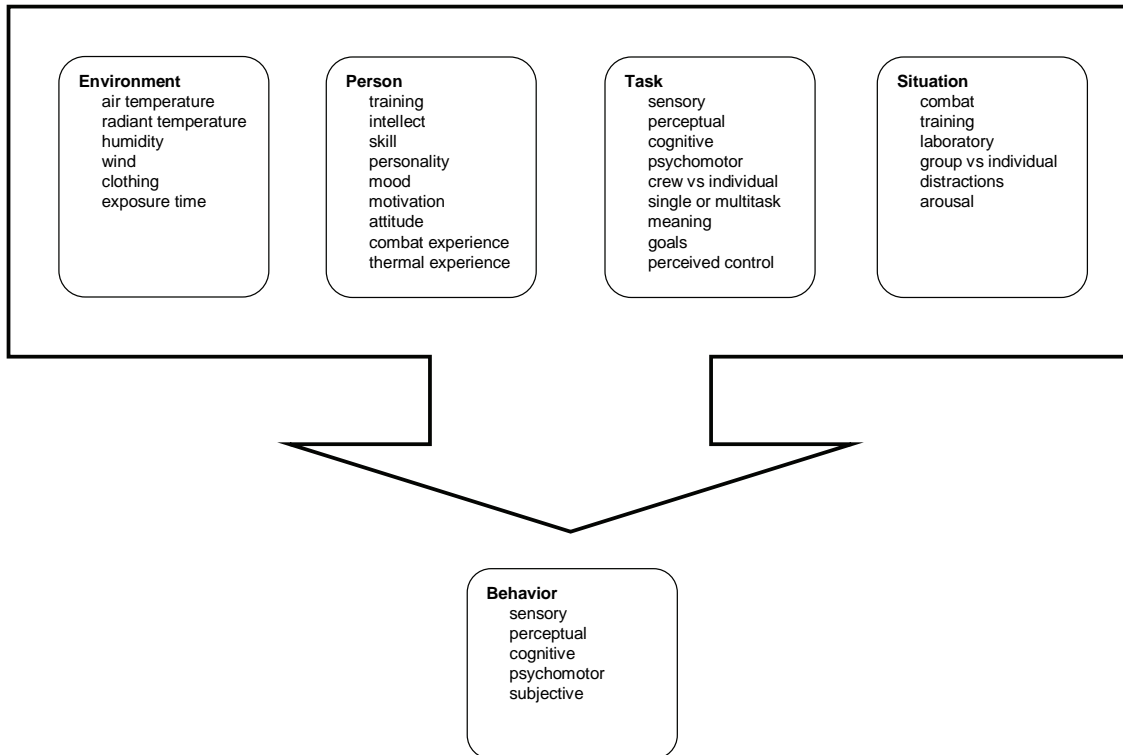 Environment
air temperature
radiant temperature
humidity
wind
clothing
exposure time
Person
training
intellect
skill
personality
mood
motivation
attitude
combat experience
thermal experience
Task
sensory
perceptual
cognitive
psychomotor
crew vs individual
single or multitask
meaning
goals
perceived control
Situation
combat
training
laboratory
group vs individual
distractions
arousal
Behavior
sensory
perceptual
cognitive
psychomotor
subjective